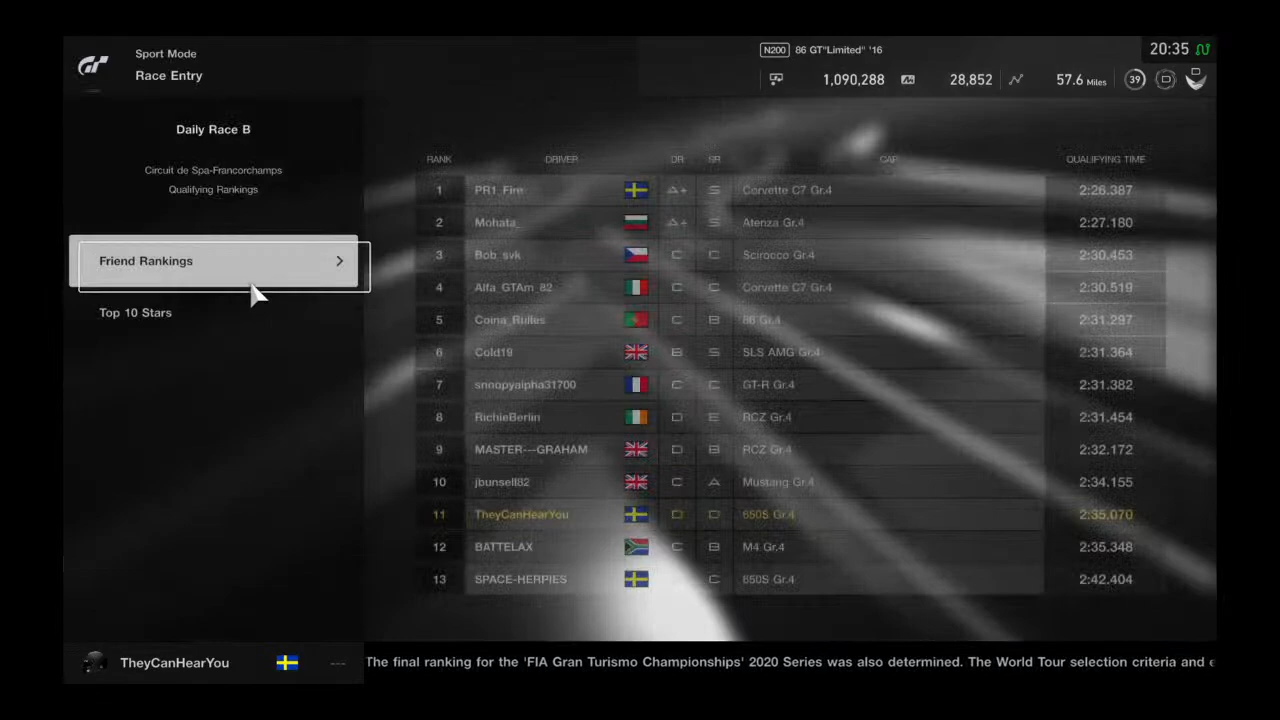 Sport Mode
Race Entry
N200 86 GT"Limited" '16
20:35
1,090,288 28,852 57.6 Miles 39 D
Daily Race B
Circuit de Spa-Francorchamps
Qualifying Rankings
Friend Rankings
Top 10 Stars
RANK DRIVER DR SR CAR QUALIFYING TIME
1 PR1_Fire A+ S Corvette C7 Gr.4 2:26.387
2 Mohata_ A+ S Atenza Gr.4 2:27.180
3 Bob_svk C C Scirocco Gr.4 2:30.453
4 Alfa_GTAm_82 C C Corvette C7 Gr.4 2:30.519
5 Coina_Rulles C B 86 Gr.4 2:31.297
6 Cold19 B S SLS AMG Gr.4 2:31.364
7 snoopyalpha31700 C C GT-R Gr.4 2:31.382
8 RichieBerlin D E RCZ Gr.4 2:31.454
9 MASTER---GRAHAM D B RCZ Gr.4 2:32.172
10 jbunsell82 C A Mustang Gr.4 2:34.155
11 TheyCanHearYou D D 650S Gr.4 2:35.070
12 BATTELAX C B M4 Gr.4 2:35.348
13 SPACE-HERPIES C 650S Gr.4 2:42.404
TheyCanHearYou ---
The final ranking for the 'FIA Gran Turismo Championships' 2020 Series was also determined. The World Tour selection criteria and